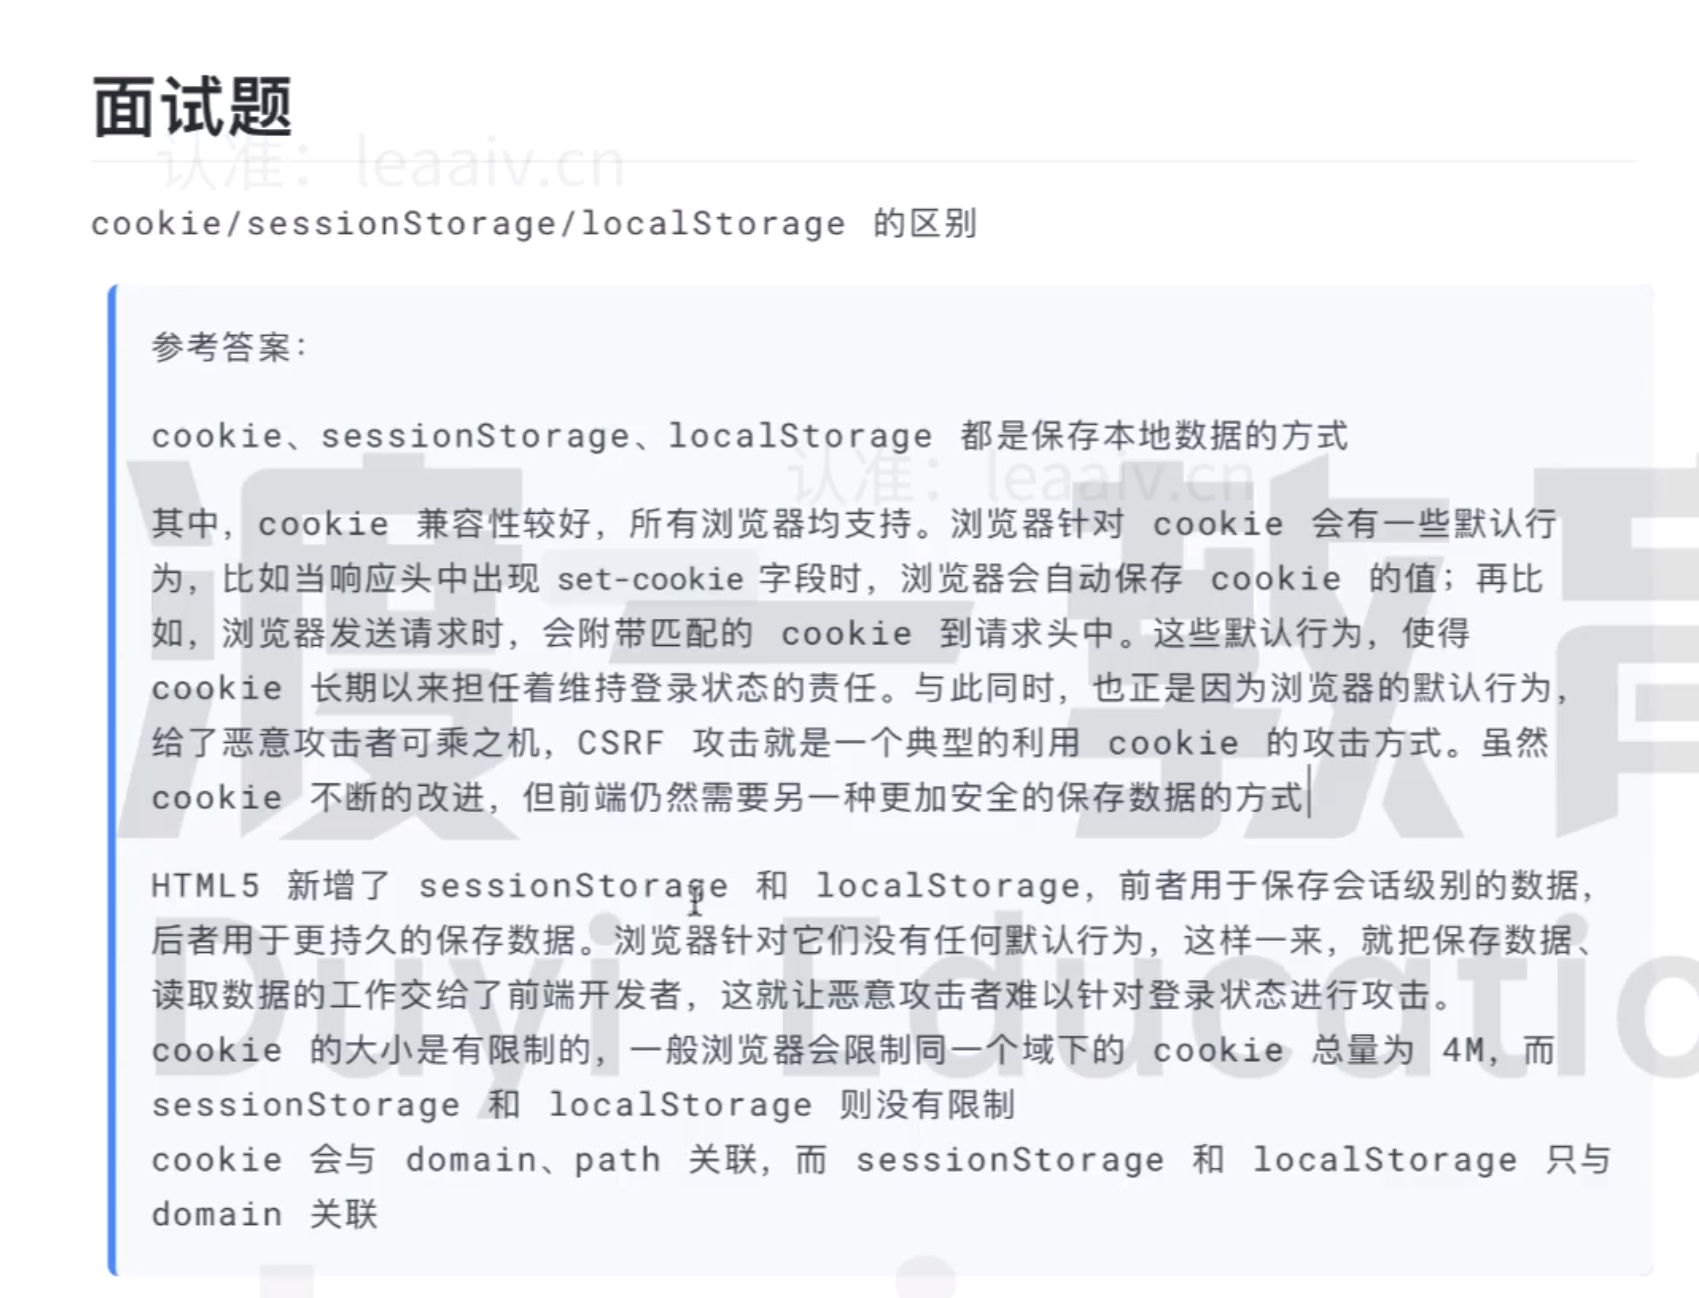 面试题
认准：leaaiv.cn
cookie/sessionStorage/localStorage 的区别
参考答案：
cookie、sessionStorage、localStorage 都是保存本地数据的方式
认准：leaaiv.cn
其中，cookie 兼容性较好，所有浏览器均支持。浏览器针对 cookie 会有一些默认行
为，比如当响应头中出现 set-cookie 字段时，浏览器会自动保存 cookie 的值；再比
如，浏览器发送请求时，会附带匹配的 cookie 到请求头中。这些默认行为，使得
cookie 长期以来担任着维持登录状态的责任。与此同时，也正是因为浏览器的默认行为，
给了恶意攻击者可乘之机，CSRF 攻击就是一个典型的利用 cookie 的攻击方式。虽然
cookie 不断的改进，但前端仍然需要另一种更加安全的保存数据的方式
渡一教育
HTML5 新增了 sessionStorage 和 localStorage，前者用于保存会话级别的数据，
后者用于更持久的保存数据。浏览器针对它们没有任何默认行为，这样一来，就把保存数据、
读取数据的工作交给了前端开发者，这就让恶意攻击者难以针对登录状态进行攻击。
Duyi Educatio
cookie 的大小是有限制的，一般浏览器会限制同一个域下的 cookie 总量为 4M，而
sessionStorage 和 localStorage 则没有限制
cookie 会与 domain、path 关联，而 sessionStorage 和 localStorage 只与
domain 关联